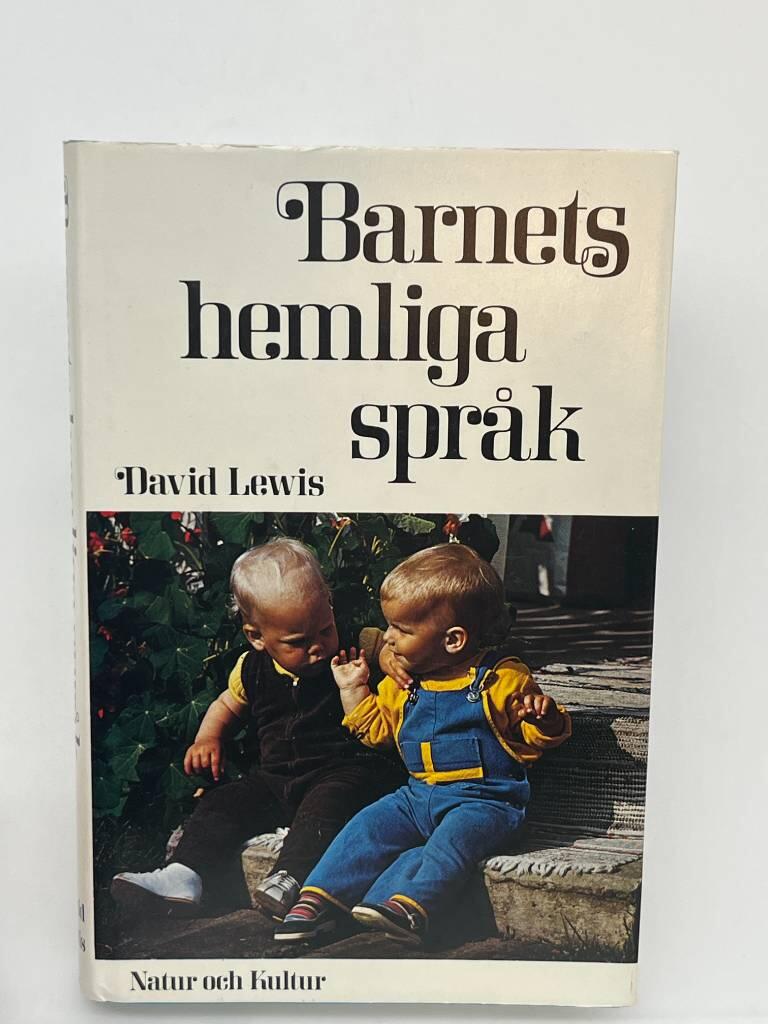 Barnets
hemliga
språk
David Lewis
Natur och Kultur